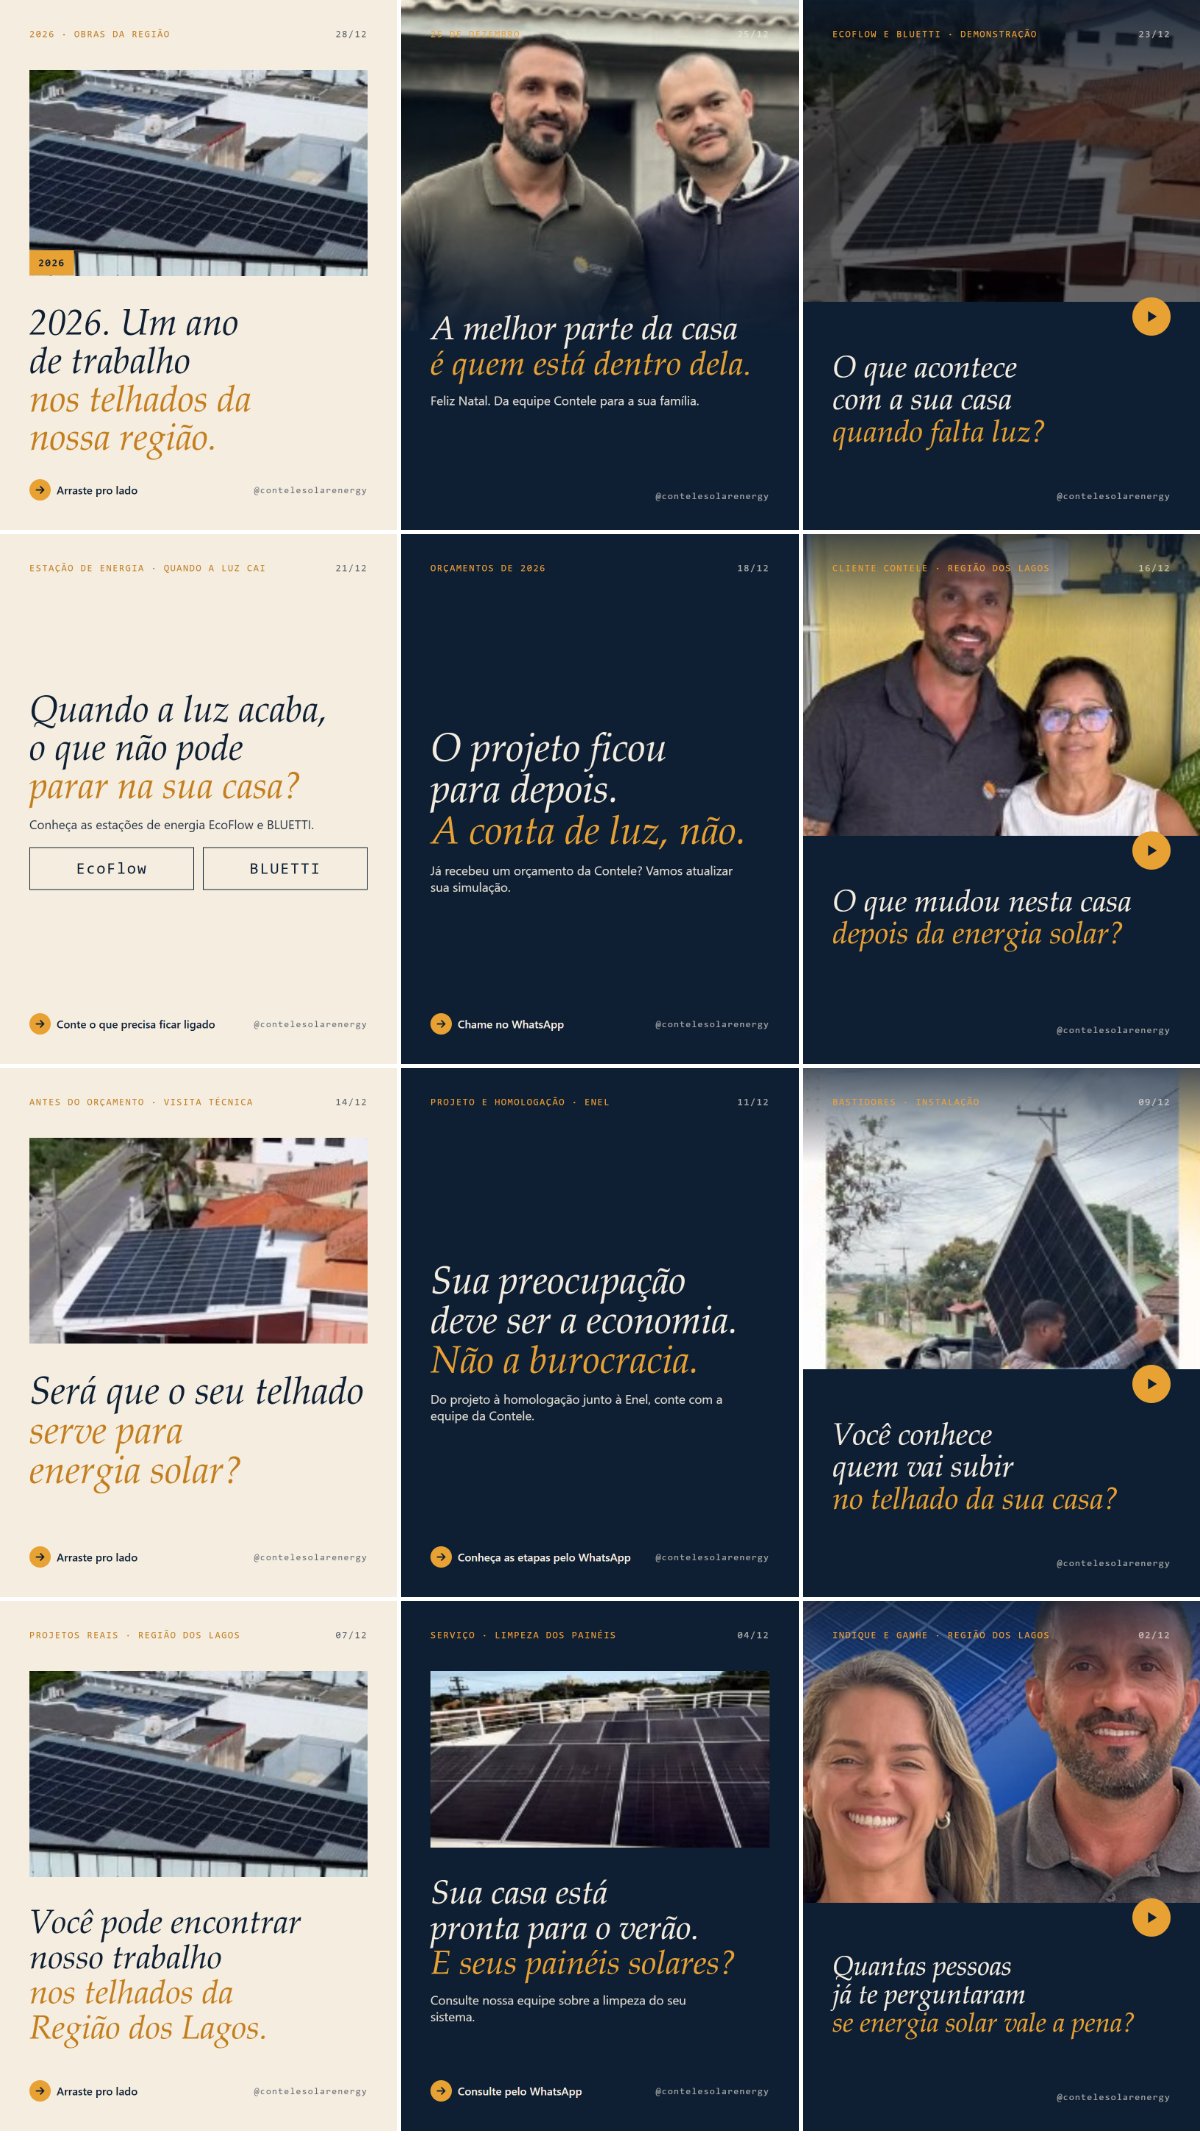 2026 · OBRAS DA REGIÃO
28/12
2026
2026. Um ano
de trabalho
nos telhados da
nossa região.
Arraste pro lado
@contelesolarenergy
25 DE DEZEMBRO
25/12
A melhor parte da casa
é quem está dentro dela.
Feliz Natal. Da equipe Contele para a sua família.
@contelesolarenergy
ECOFLOW E BLUETTI · DEMONSTRAÇÃO
23/12
O que acontece
com a sua casa
quando falta luz?
@contelesolarenergy
ESTAÇÃO DE ENERGIA · QUANDO A LUZ CAI
21/12
Quando a luz acaba,
o que não pode
parar na sua casa?
Conheça as estações de energia EcoFlow e BLUETTI.
EcoFlow
BLUETTI
Conte o que precisa ficar ligado
@contelesolarenergy
ORÇAMENTOS DE 2026
18/12
O projeto ficou
para depois.
A conta de luz, não.
Já recebeu um orçamento da Contele? Vamos atualizar
sua simulação.
Chame no WhatsApp
@contelesolarenergy
CLIENTE CONTELE · REGIÃO DOS LAGOS
16/12
O que mudou nesta casa
depois da energia solar?
@contelesolarenergy
ANTES DO ORÇAMENTO · VISITA TÉCNICA
14/12
Será que o seu telhado
serve para
energia solar?
Arraste pro lado
@contelesolarenergy
PROJETO E HOMOLOGAÇÃO · ENEL
11/12
Sua preocupação
deve ser a economia.
Não a burocracia.
Do projeto à homologação junto à Enel, conte com a
equipe da Contele.
Conheça as etapas pelo WhatsApp
@contelesolarenergy
BASTIDORES · INSTALAÇÃO
09/12
Você conhece
quem vai subir
no telhado da sua casa?
@contelesolarenergy
PROJETOS REAIS · REGIÃO DOS LAGOS
07/12
Você pode encontrar
nosso trabalho
nos telhados da
Região dos Lagos.
Arraste pro lado
@contelesolarenergy
SERVIÇO · LIMPEZA DOS PAINÉIS
04/12
Sua casa está
pronta para o verão.
E seus painéis solares?
Consulte nossa equipe sobre a limpeza do seu
sistema.
Consulte pelo WhatsApp
@contelesolarenergy
INDIQUE E GANHE · REGIÃO DOS LAGOS
02/12
Quantas pessoas
já te perguntaram
se energia solar vale a pena?
@contelesolarenergy